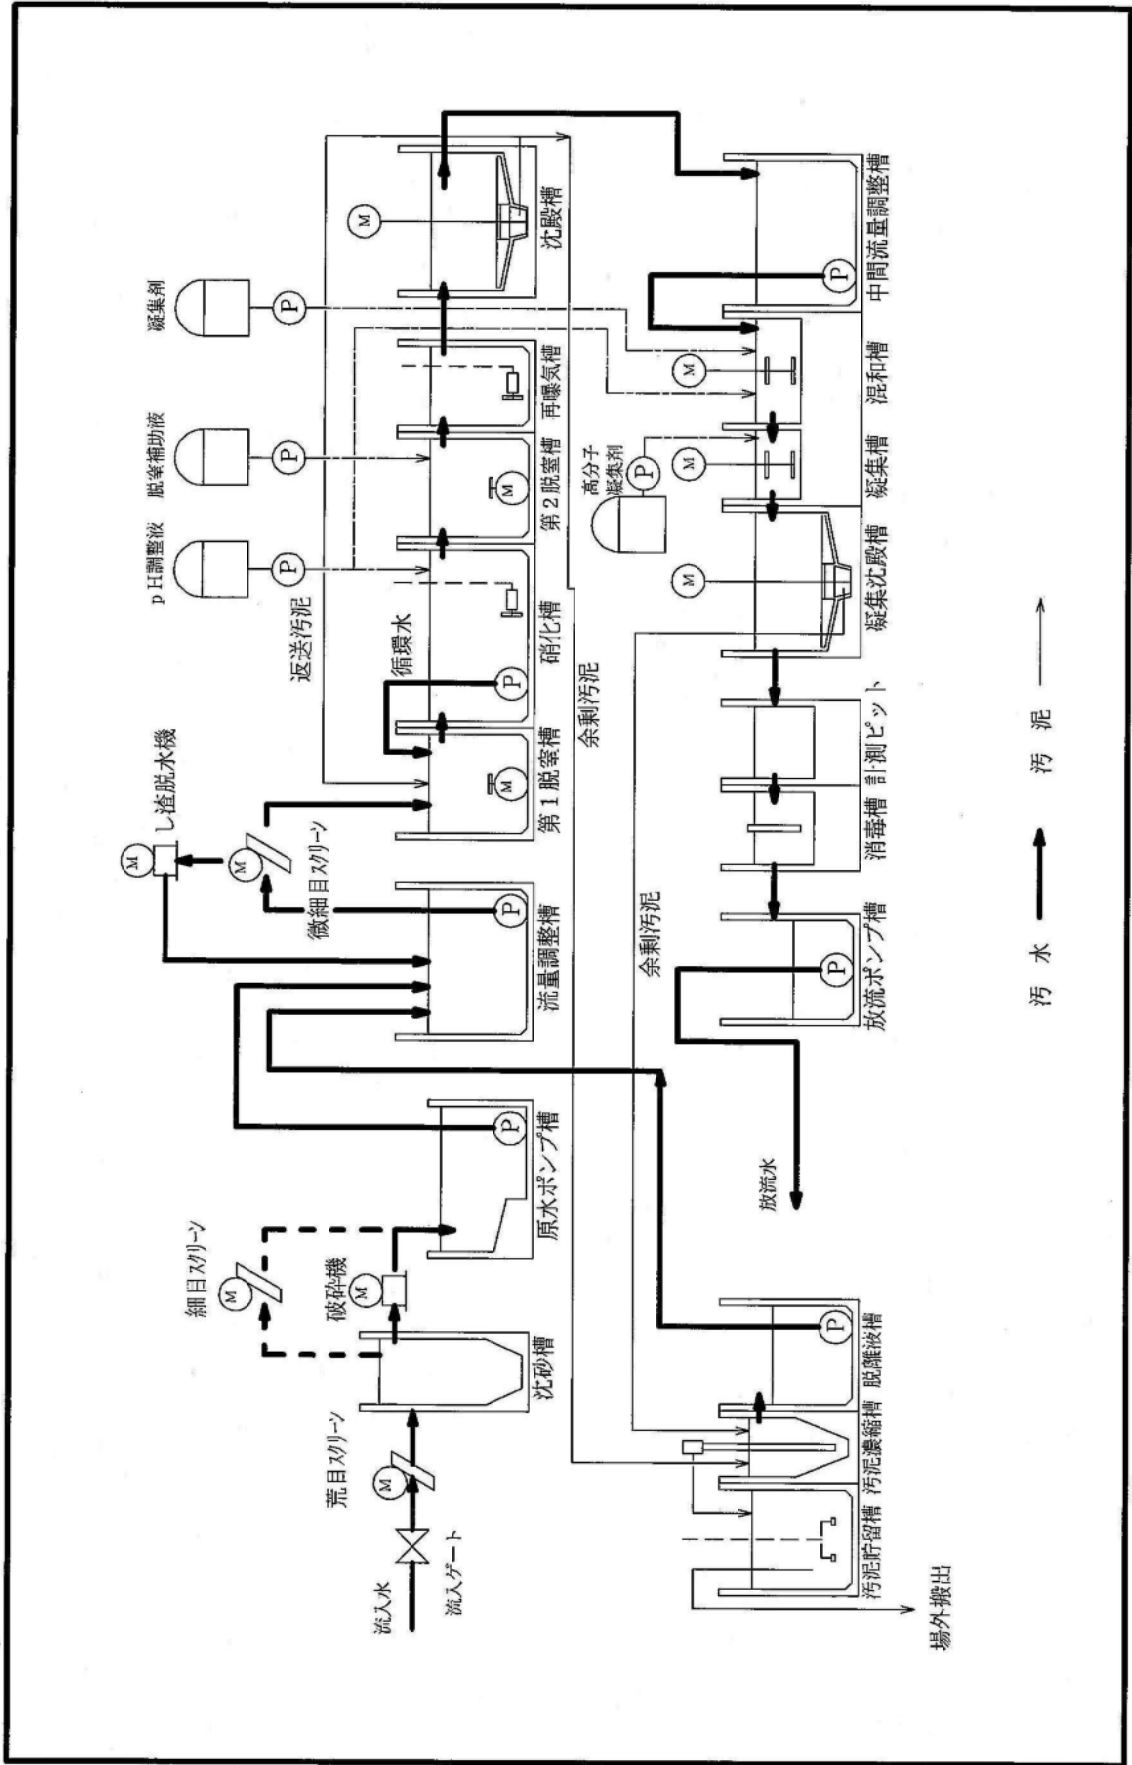 流入水
流入ゲート
荒目スクリーン
M
沈砂槽
細目スクリーン
M
破砕機
M
原水ポンプ槽
P
流量調整槽
P
微細目スクリーン
M
し渣脱水機
M
第1脱窒槽
M
循環水
返送汚泥
硝化槽
P
pH調整液
P
第2脱窒槽
M
脱窒補助液
P
再曝気槽
凝集剤
P
沈殿槽
M
余剰汚泥
中間流量調整槽
P
混和槽
M
凝集槽
M
高分子
凝集剤
P
凝集沈殿槽
M
計測ピット
消毒槽
放流ポンプ槽
P
放流水
余剰汚泥
脱離液槽
P
汚泥濃縮槽
汚泥貯留槽
場外搬出
汚水
汚泥